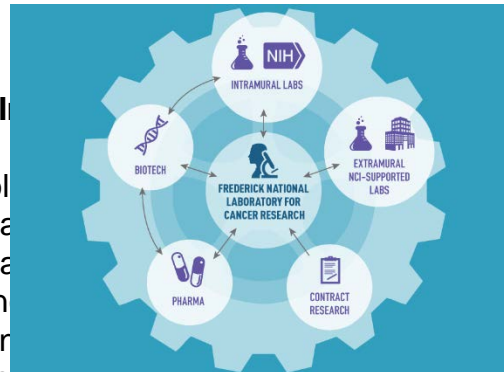 NIH
INTRAMURAL LABS
BIOTECH
EXTRAMURAL
NCI-SUPPORTED
LABS
FREDERICK NATIONAL
LABORATORY FOR
CANCER RESEARCH
PHARMA
CONTRACT
RESEARCH